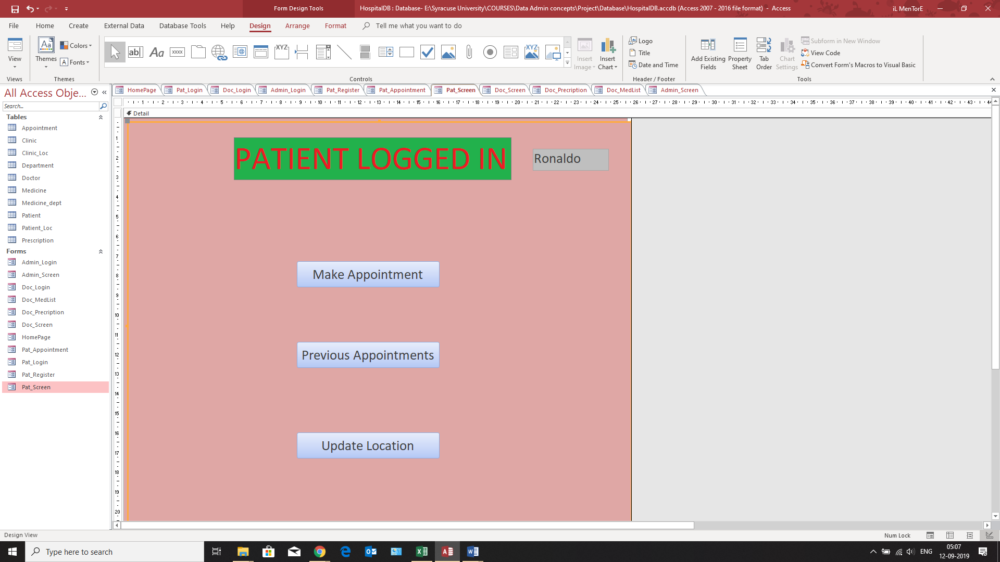 Form Design Tools
HospitalDB : Database- E:\Syracuse University\COURSES\Data Admin concepts\Project\Database\HospitalDB.accdb (Access 2007 - 2016 file format) - Access
iL MenTorE
File Home Create External Data Database Tools Help Design Arrange Format Tell me what you want to do
View
Views
Themes
Colors
Fonts
Themes
ab|
Aa
xxxx
XYZ
XYZ
Controls
Insert Image
Insert Chart
Logo
Title
Date and Time
Header / Footer
Add Existing Fields
Property Sheet
Tab Order
Chart Settings
Subform in New Window
View Code
Convert Form's Macros to Visual Basic
Tools
All Access Obje...
Search...
Tables
Appointment
Clinic
Clinic_Loc
Department
Doctor
Medicine
Medicine_dept
Patient
Patient_Loc
Prescription
Forms
Admin_Login
Admin_Screen
Doc_Login
Doc_MedList
Doc_Precription
Doc_Screen
HomePage
Pat_Appointment
Pat_Login
Pat_Register
Pat_Screen
HomePage Pat_Login Doc_Login Admin_Login Pat_Register Pat_Appointment Pat_Screen Doc_Screen Doc_Precription Doc_MedList Admin_Screen
1 2 3 4 5 6 7 8 9 10 11 12 13 14 15 16 17 18 19 20 21 22 23 24 25 26 27 28 29 30 31 32 33 34 35 36 37 38 39 40 41 42 43 44
Detail
1
2
3
4
5
6
7
8
9
10
11
12
13
14
15
16
17
18
19
20
PATIENT LOGGED IN
Ronaldo
Make Appointment
Previous Appointments
Update Location
Design View
Num Lock
Type here to search
ENG
05:07
12-09-2019